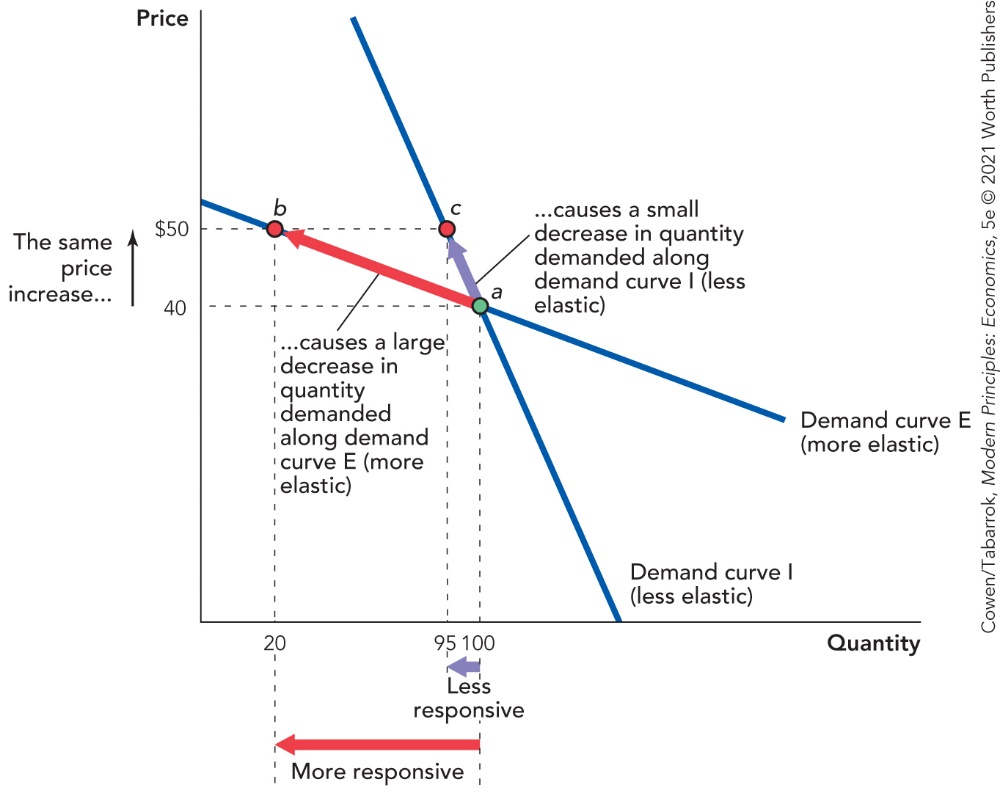 Price
b
c
$50
The same
price
increase...
40
a
...causes a small
decrease in quantity
demanded along
demand curve I (less
elastic)
...causes a large
decrease in
quantity
demanded
along demand
curve E (more
elastic)
Demand curve E
(more elastic)
Demand curve I
(less elastic)
20
95
100
Quantity
Less
responsive
More responsive
Cowen/Tabarrok, Modern Principles: Economics, 5e © 2021 Worth Publishers